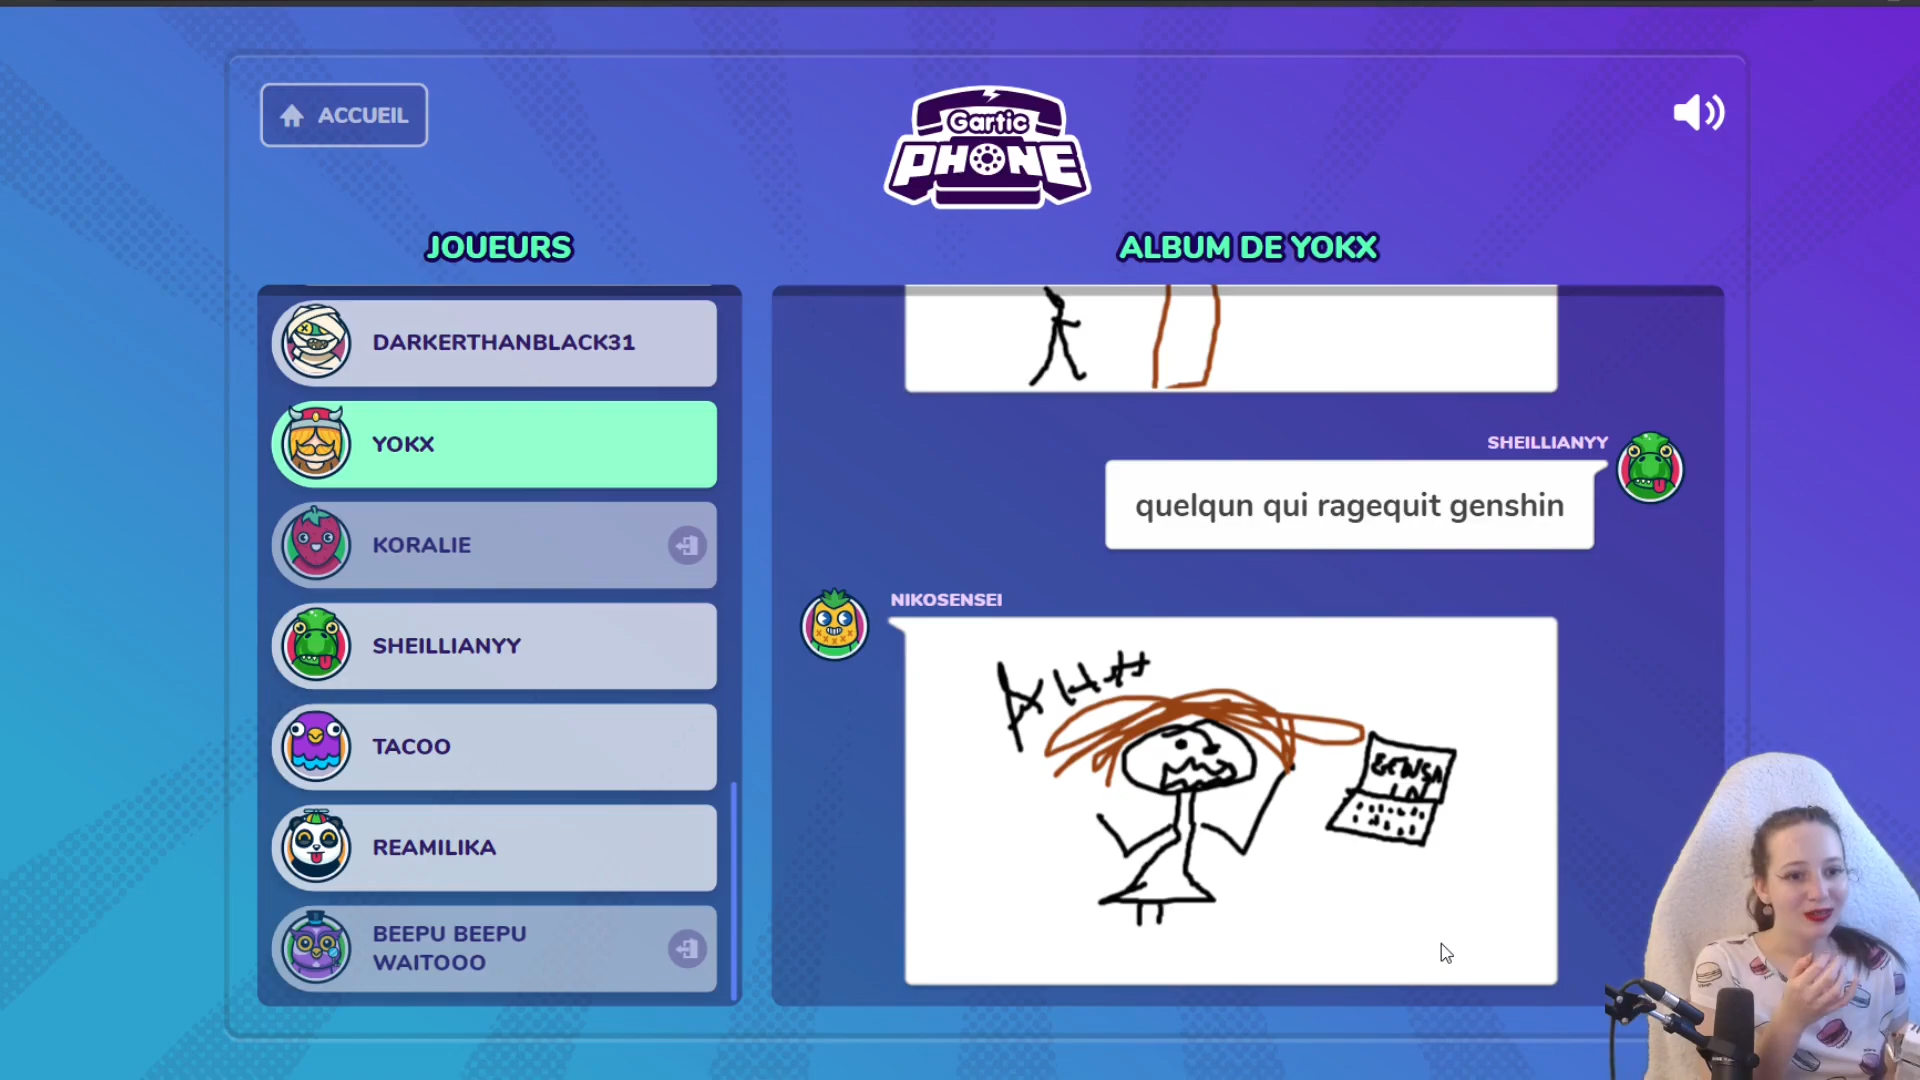 ACCUEIL
Gartic
PHONE
JOUEURS
ALBUM DE YOKX
DARKERTHANBLACK31
YOKX
KORALIE
SHEILLIANYY
TACOO
REAMILIKA
BEEPU BEEPU
WAITOOO
SHEILLIANYY
quelqun qui ragequit genshin
NIKOSENSEI